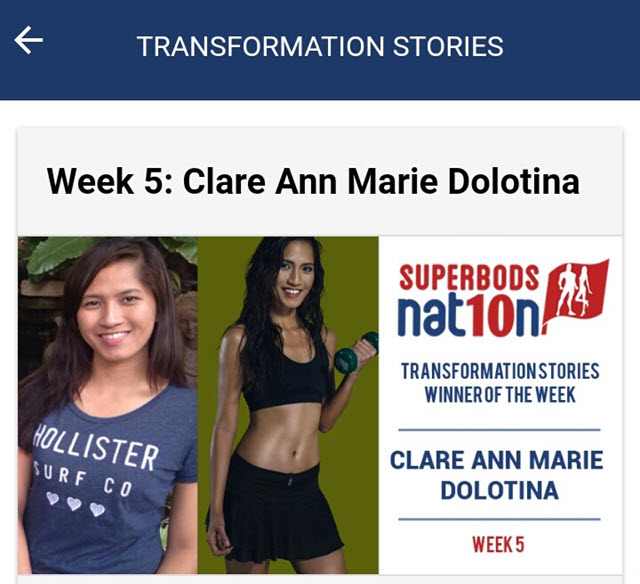 TRANSFORMATION STORIES
Week 5: Clare Ann Marie Dolotina
HOLLISTER
SURF CO
SUPERBODS
nat10n
TRANSFORMATION STORIES
WINNER OF THE WEEK
CLARE ANN MARIE
DOLOTINA
WEEK 5